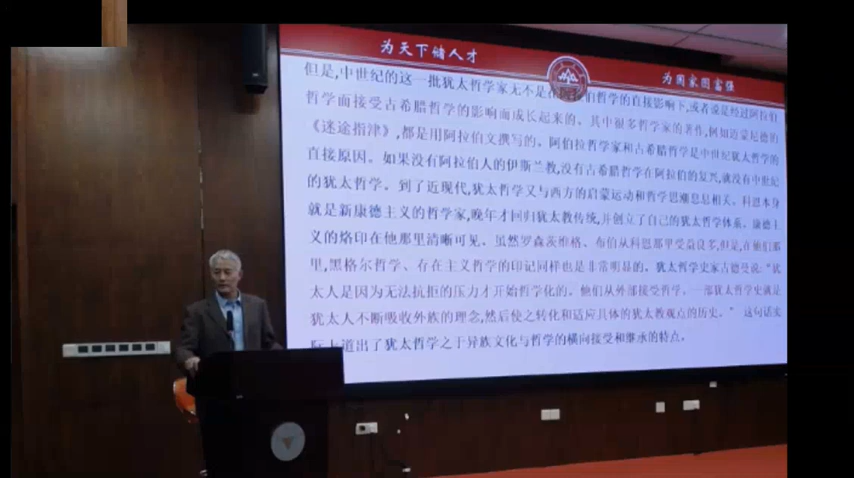 为天下储人才
为国家图富强
但是,中世纪的这一批犹太哲学家无不是在阿拉伯哲学的直接影响下,或者说是经过阿拉伯
哲学而接受古希腊哲学的影响而成长起来的。其中很多哲学家的著作,例如迈蒙尼德的
《迷途指津》,都是用阿拉伯文撰写的。阿伯拉哲学家和古希腊哲学是中世纪犹太哲学的
直接原因。如果没有阿拉伯人的伊斯兰教,没有古希腊哲学在阿拉伯的复兴,就没有中世纪
的犹太哲学。到了近现代,犹太哲学又与西方的启蒙运动和哲学思潮息息相关。科恩本身
就是新康德主义的哲学家,晚年才回归犹太教传统,并创立了自己的犹太哲学体系。康德主
义的烙印在他那里清晰可见。虽然罗森茨维格、布伯从科恩那里受益良多,但是,在他们那
里,黑格尔哲学、存在主义哲学的印记同样也是非常明显的。犹太哲学史家古德曼说:“犹
太人是因为无法抗拒的压力才开始哲学化的。他们从外部接受哲学。一部犹太哲学史就是
犹太人不断吸收外族的理念,然后使之转化和适应具体的犹太教观点的历史。” 这句话实
际上道出了犹太哲学之于异族文化与哲学的横向接受和继承的特点。